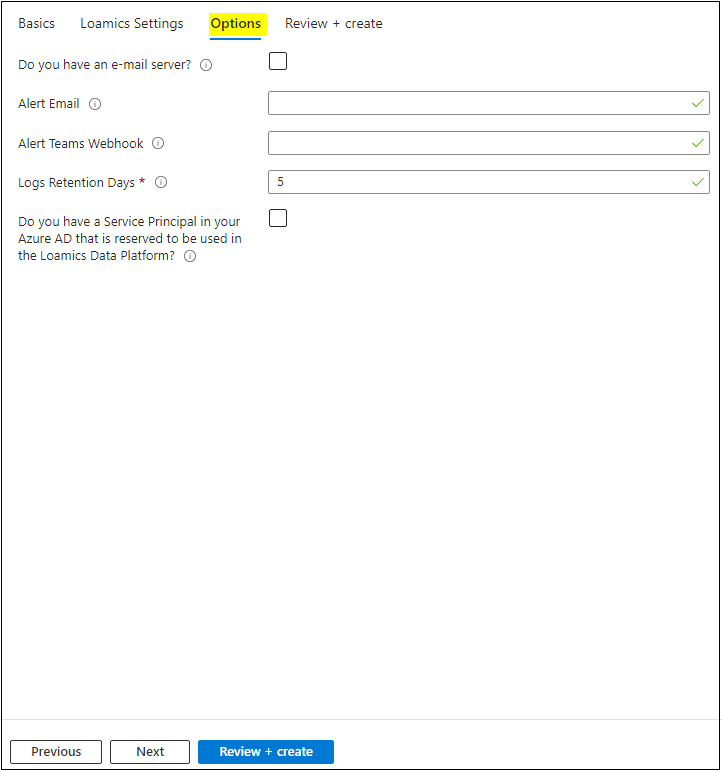 Basics Loamics Settings Options Review + create
Do you have an e-mail server?
Alert Email
Alert Teams Webhook
Logs Retention Days * 5
Do you have a Service Principal in your
Azure AD that is reserved to be used in
the Loamics Data Platform?
Previous Next Review + create